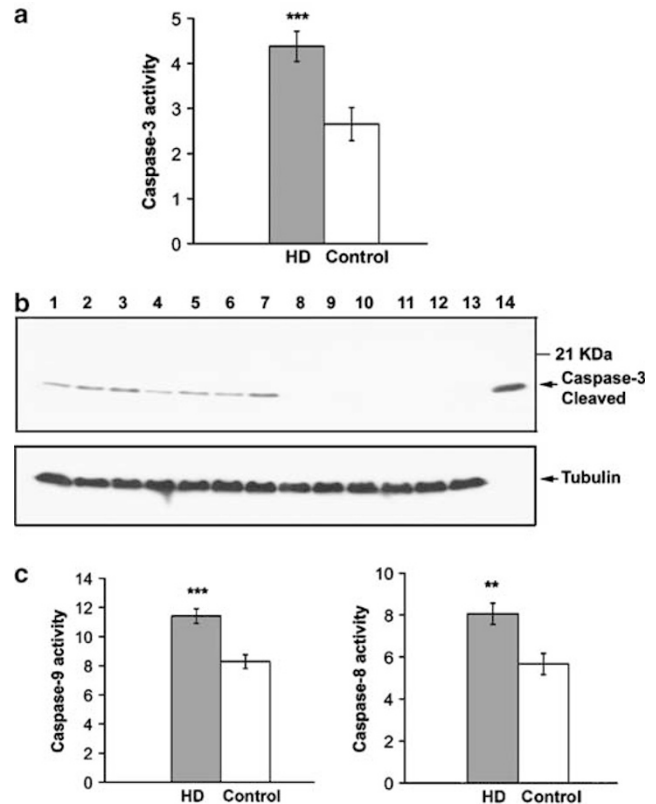 a
***
5
4
3
2
1
0
Caspase-3 activity
HD Control
b
1 2 3 4 5 6 7 8 9 10 11 12 13 14
21 KDa
Caspase-3
Cleaved
Tubulin
c
***
14
12
10
8
6
4
2
0
Caspase-9 activity
HD Control
**
10
8
6
4
2
0
Caspase-8 activity
HD Control